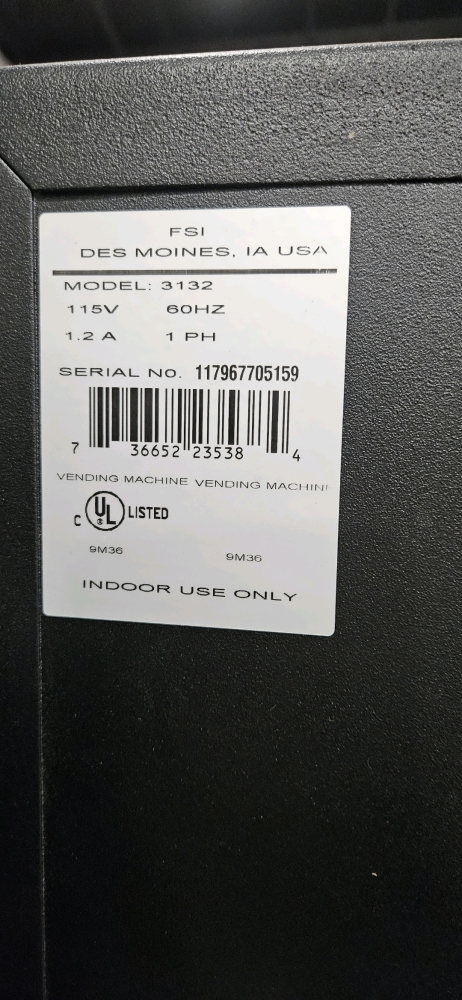 FSI
DES MOINES, IA USA
MODEL: 3132
115V 60HZ
1.2 A 1 PH
SERIAL NO. 117967705159
7 36652 23538 4
VENDING MACHINE VENDING MACHINE
C UL ® LISTED
9M36 9M36
INDOOR USE ONLY